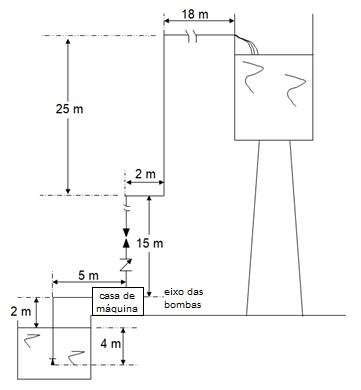 18 m
25 m
2 m
15 m
5 m
casa de
máquina
eixo das
bombas
2 m
4 m